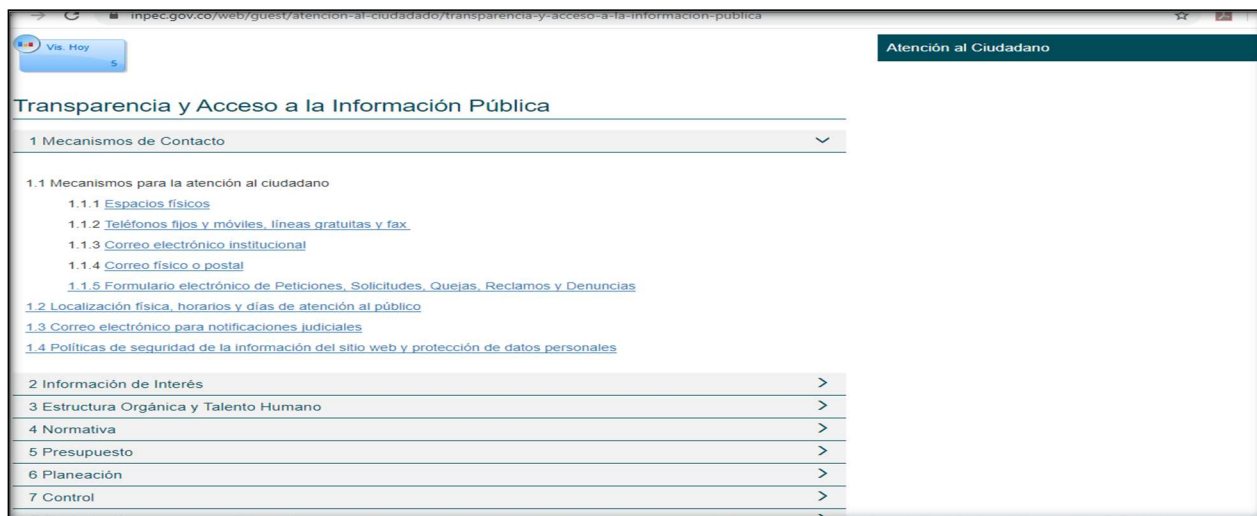 inpec.gov.co/web/guest/atencion-al-ciudadado/transparencia-y-acceso-a-la-informacion-publica
Vis. Hoy
5
Atención al Ciudadano
Transparencia y Acceso a la Información Pública
1 Mecanismos de Contacto
1.1 Mecanismos para la atención al ciudadano
1.1.1 Espacios físicos
1.1.2 Teléfonos fijos y móviles, líneas gratuitas y fax
1.1.3 Correo electrónico institucional
1.1.4 Correo físico o postal
1.1.5 Formulario electrónico de Peticiones, Solicitudes, Quejas, Reclamos y Denuncias
1.2 Localización física, horarios y días de atención al público
1.3 Correo electrónico para notificaciones judiciales
1.4 Políticas de seguridad de la información del sitio web y protección de datos personales
2 Información de Interés
3 Estructura Orgánica y Talento Humano
4 Normativa
5 Presupuesto
6 Planeación
7 Control